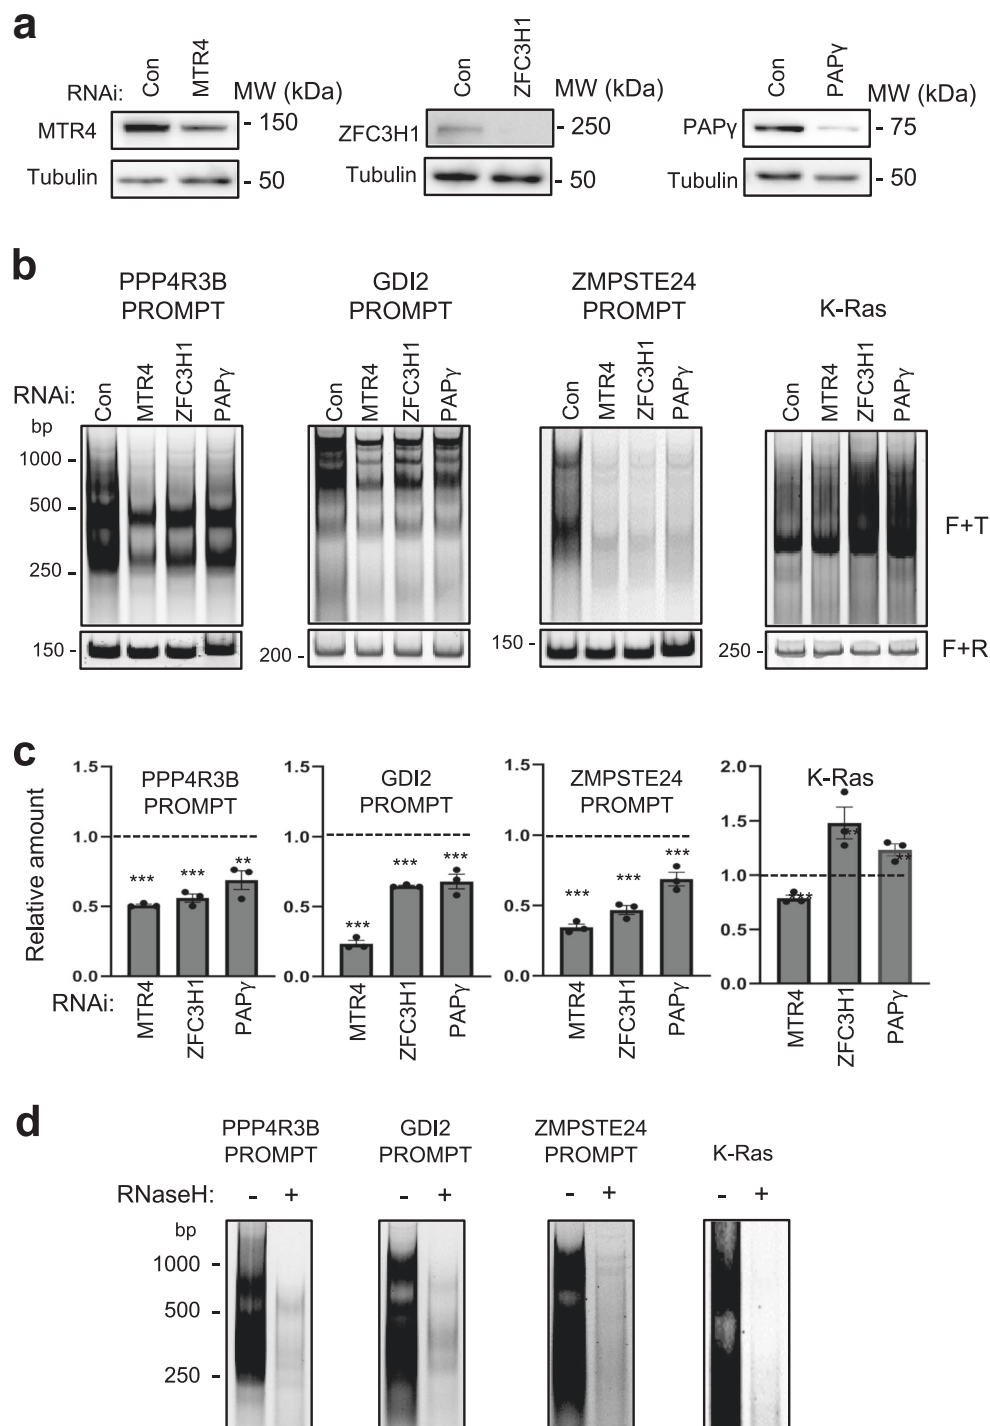 a
RNAi:
Con
MTR4
MW (kDa)
MTR4
- 150
Tubulin
- 50
Con
ZFC3H1
MW (kDa)
ZFC3H1
- 250
Tubulin
- 50
Con
PAPγ
MW (kDa)
PAPγ
- 75
Tubulin
- 50
b
PPP4R3B
PROMPT
GDI2
PROMPT
ZMPSTE24
PROMPT
K-Ras
RNAi:
Con
MTR4
ZFC3H1
PAPγ
Con
MTR4
ZFC3H1
PAPγ
Con
MTR4
ZFC3H1
PAPγ
Con
MTR4
ZFC3H1
PAPγ
bp
1000 -
500 -
250 -
F+T
150 -
200 -
150 -
250 -
F+R
c
Relative amount
1.5
1.0
0.5
0.0
PPP4R3B
PROMPT
***
***
**
1.5
1.0
0.5
0.0
GDI2
PROMPT
***
***
***
1.5
1.0
0.5
0.0
ZMPSTE24
PROMPT
***
***
***
2.0
1.5
1.0
0.5
0.0
K-Ras
**
**
**
RNAi:
MTR4
ZFC3H1
PAPγ
MTR4
ZFC3H1
PAPγ
MTR4
ZFC3H1
PAPγ
MTR4
ZFC3H1
PAPγ
d
PPP4R3B
PROMPT
GDI2
PROMPT
ZMPSTE24
PROMPT
K-Ras
RNaseH: - + - + - + - +
bp
1000 -
500 -
250 -